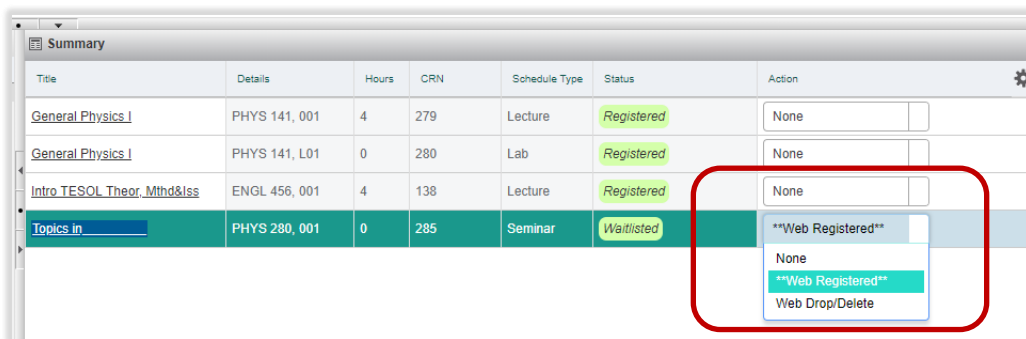 Summary
Title Details Hours CRN Schedule Type Status Action
General Physics I PHYS 141, 001 4 279 Lecture Registered None
General Physics I PHYS 141, L01 0 280 Lab Registered None
Intro TESOL Theor, Mthd&Iss ENGL 456, 001 4 138 Lecture Registered None
Topics in PHYS 280, 001 0 285 Seminar Waitlisted **Web Registered**
None
**Web Registered**
Web Drop/Delete